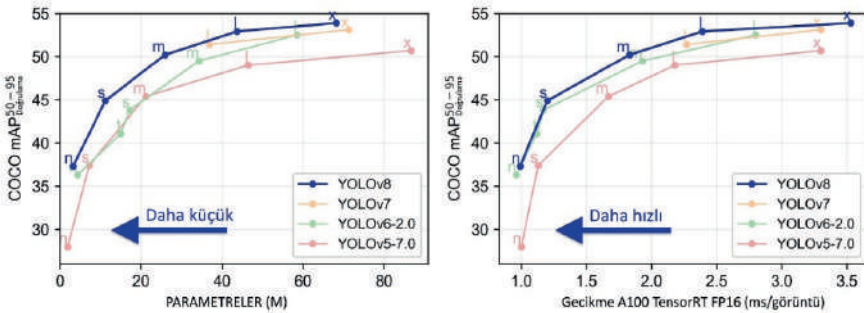 COCO mAP50-95 Doğrulama
55
50
45
40
35
30
n
s
m
l
x
n
s
t
m
l
l
x
n
s
m
l
x
Daha küçük
YOLOv8
YOLOv7
YOLOv6-2.0
YOLOv5-7.0
0
20
40
60
80
PARAMETRELER (M)
COCO mAP50-95 Doğrulama
55
50
45
40
35
30
n
s
m
l
x
n
t
m
l
l
x
n
s
m
l
x
Daha hızlı
YOLOv8
YOLOv7
YOLOv6-2.0
YOLOv5-7.0
1.0
1.5
2.0
2.5
3.0
3.5
Gecikme A100 TensorRT FP16 (ms/görüntü)